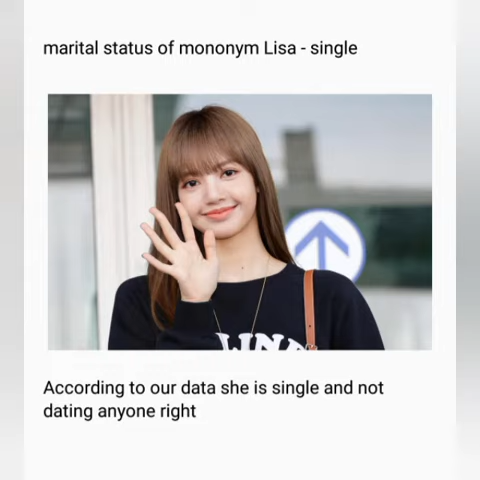 marital status of mononym Lisa - single
According to our data she is single and not
dating anyone right